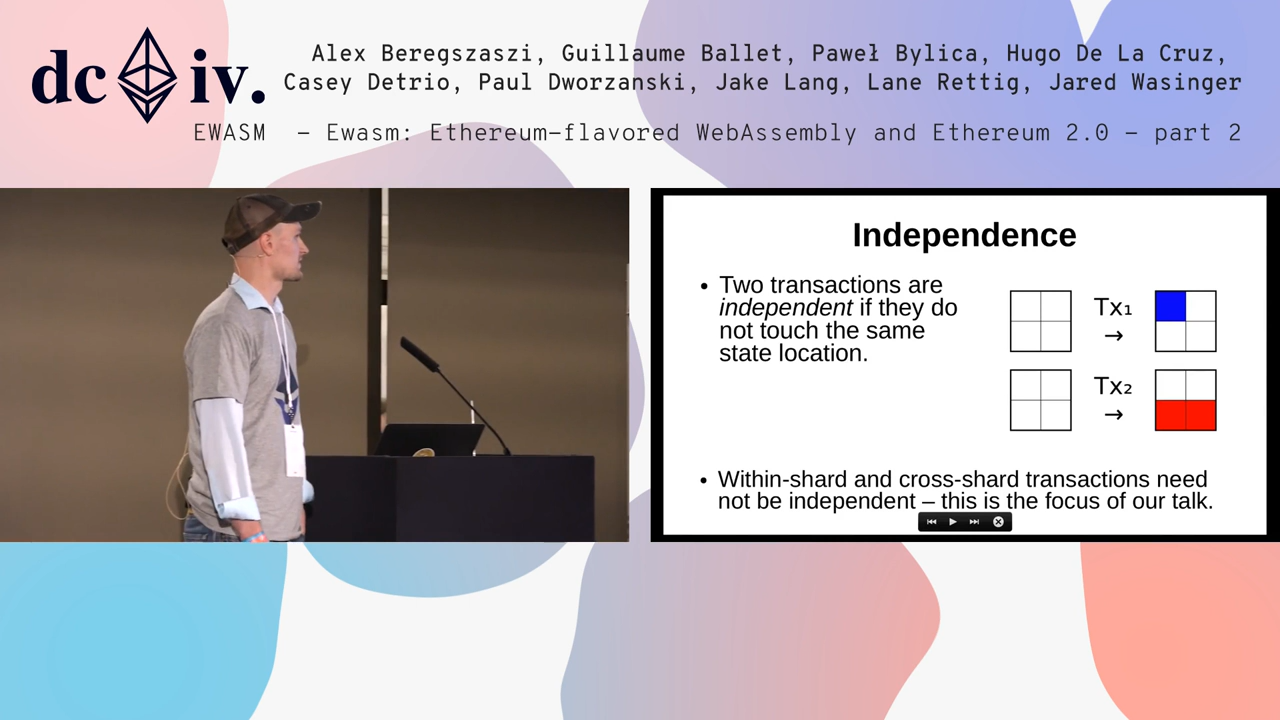 dc iv.
Alex Beregszaszi, Guillaume Ballet, Paweł Bylica, Hugo De La Cruz,
Casey Detrio, Paul Dworzanski, Jake Lang, Lane Rettig, Jared Wasinger
EWASM – Ewasm: Ethereum-flavored WebAssembly and Ethereum 2.0 – part 2
Independence
• Two transactions are
independent if they do
not touch the same
state location.
Tx₁
→
Tx₂
→
• Within-shard and cross-shard transactions need
not be independent – this is the focus of our talk.